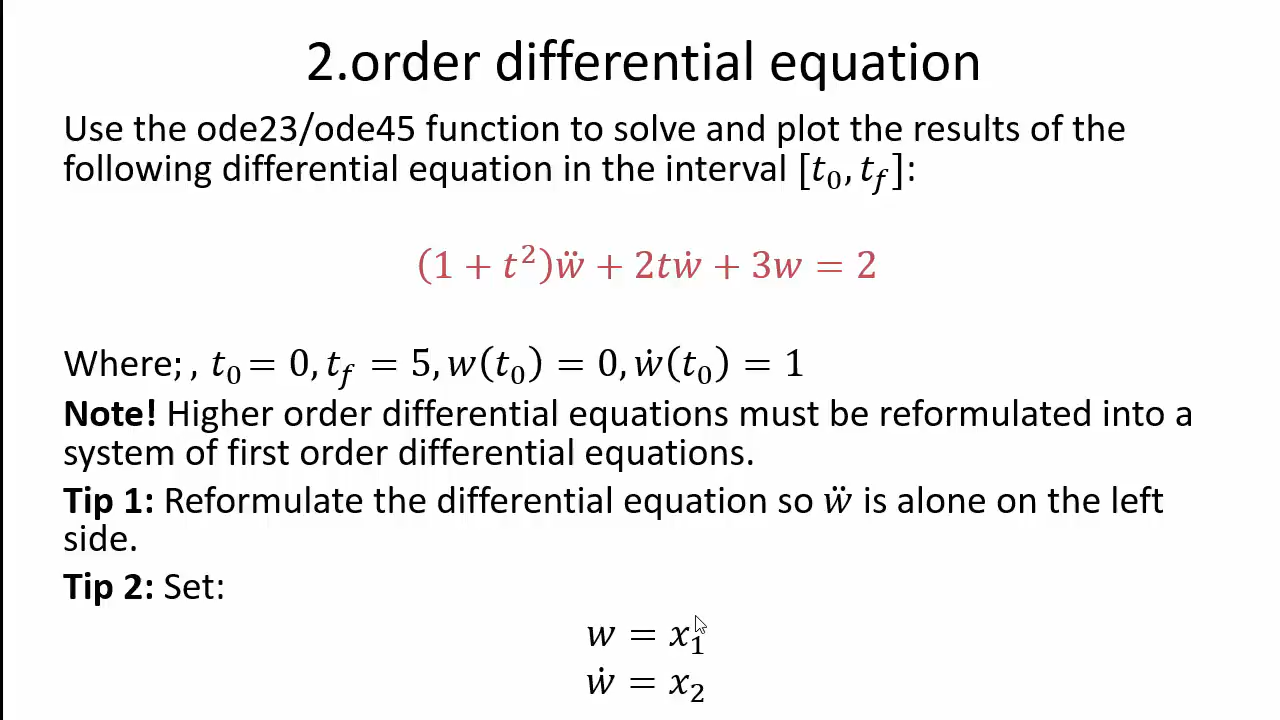 2.order differential equation
Use the ode23/ode45 function to solve and plot the results of the
following differential equation in the interval [t₀, t_f]:
(1 + t²)ẅ + 2tẇ + 3w = 2
Where; , t₀ = 0, t_f = 5, w(t₀) = 0, ẇ(t₀) = 1
Note! Higher order differential equations must be reformulated into a
system of first order differential equations.
Tip 1: Reformulate the differential equation so ẅ is alone on the left
side.
Tip 2: Set:
w = x₁
ẇ = x₂